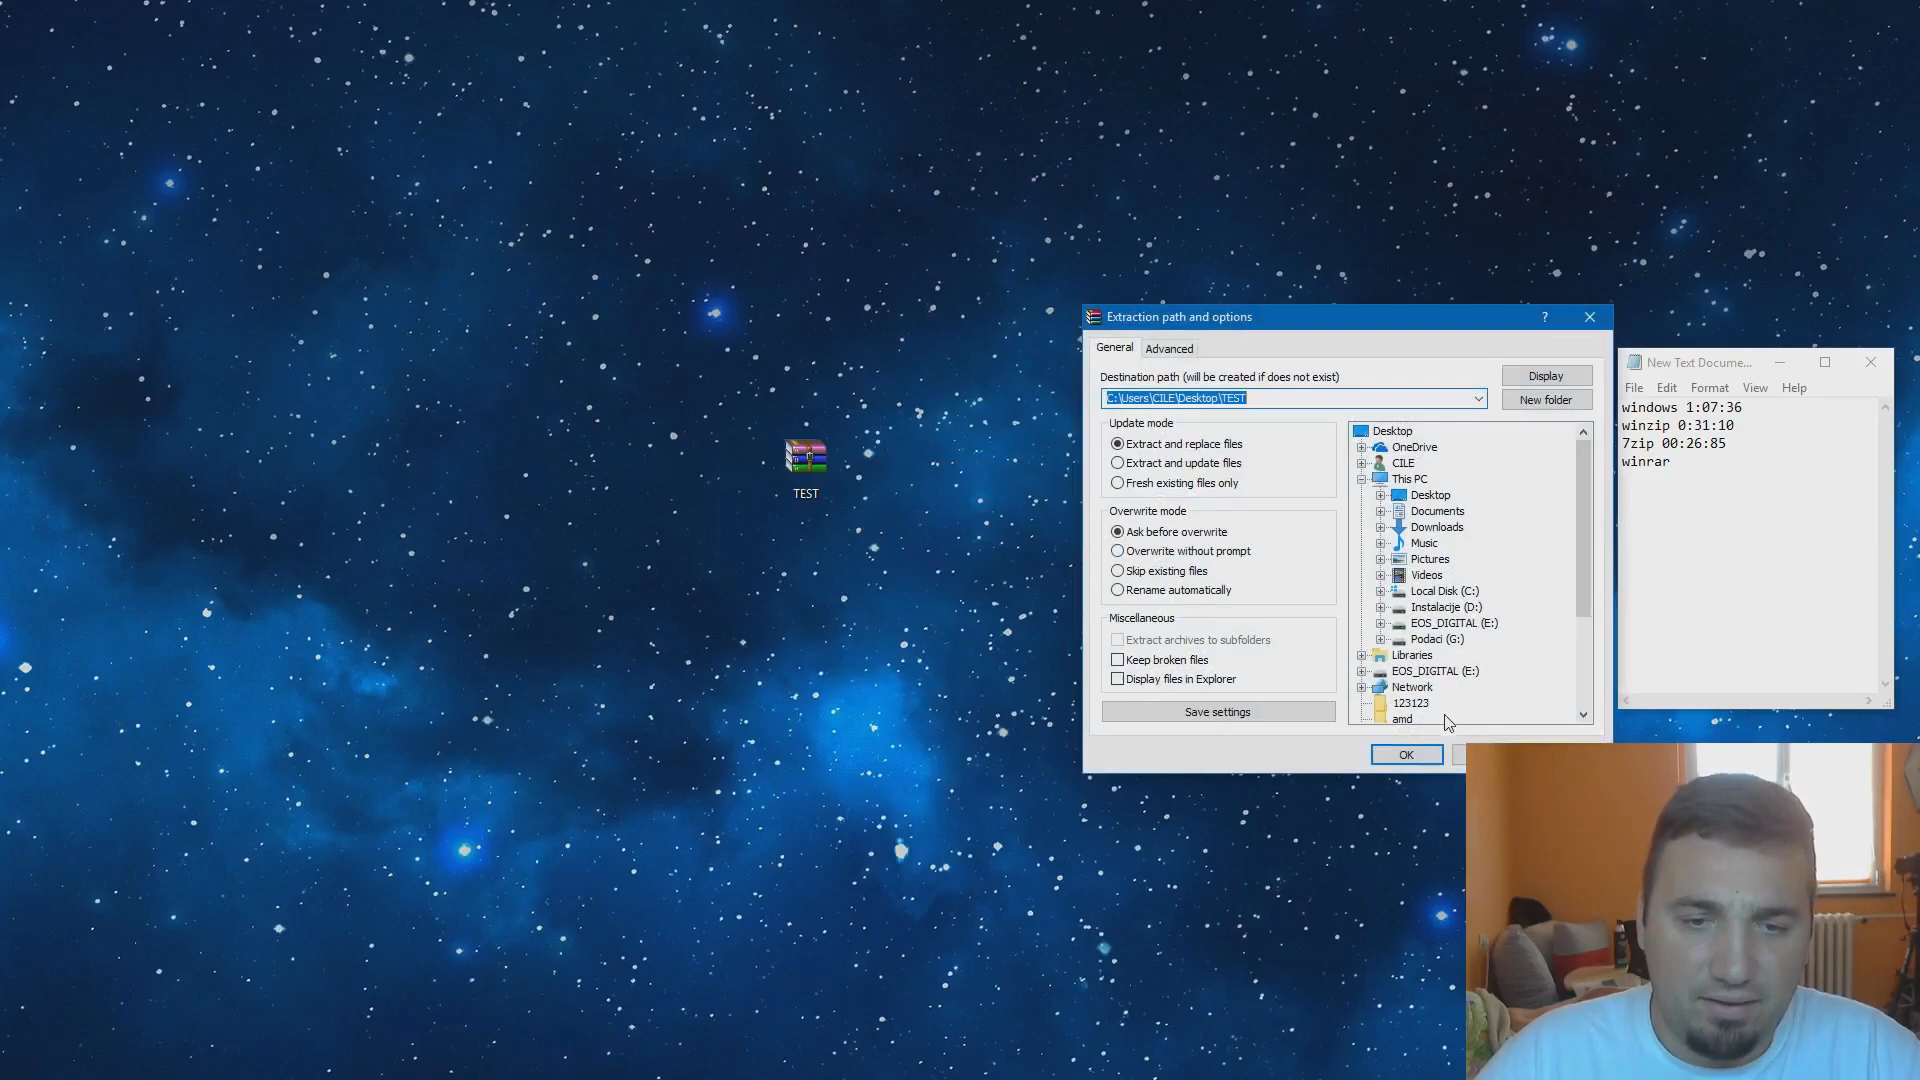 TEST
Extraction path and options
General Advanced
Destination path (will be created if does not exist)
C:\Users\CILE\Desktop\TEST
Display
New folder
Update mode
Extract and replace files
Extract and update files
Fresh existing files only
Overwrite mode
Ask before overwrite
Overwrite without prompt
Skip existing files
Rename automatically
Miscellaneous
Extract archives to subfolders
Keep broken files
Display files in Explorer
Save settings
Desktop
OneDrive
CILE
This PC
Desktop
Documents
Downloads
Music
Pictures
Videos
Local Disk (C:)
Instalacije (D:)
EOS_DIGITAL (E:)
Podaci (G:)
Libraries
EOS_DIGITAL (E:)
Network
123123
amd
OK
New Text Docume...
File Edit Format View Help
windows 1:07:36
winzip 0:31:10
7zip 00:26:85
winrar